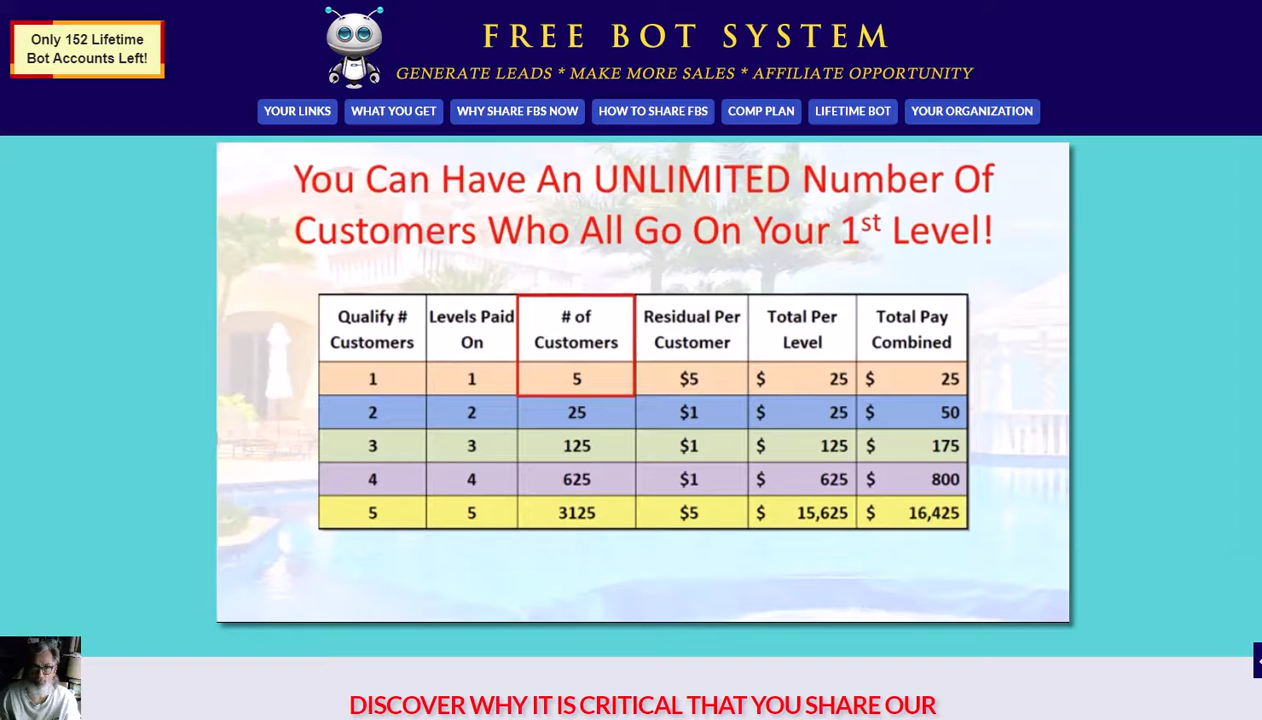 Only 152 Lifetime
Bot Accounts Left!
FREE BOT SYSTEM
GENERATE LEADS * MAKE MORE SALES * AFFILIATE OPPORTUNITY
YOUR LINKS WHAT YOU GET WHY SHARE FBS NOW HOW TO SHARE FBS COMP PLAN LIFETIME BOT YOUR ORGANIZATION
You Can Have An UNLIMITED Number Of
Customers Who All Go On Your 1st Level!
Qualify # Levels Paid # of Residual Per Total Per Total Pay
Customers On Customers Customer Level Combined
1 1 5 $5 $ 25 $ 25
2 2 25 $1 $ 25 $ 50
3 3 125 $1 $ 125 $ 175
4 4 625 $1 $ 625 $ 800
5 5 3125 $5 $ 15,625 $ 16,425
DISCOVER WHY IT IS CRITICAL THAT YOU SHARE OUR